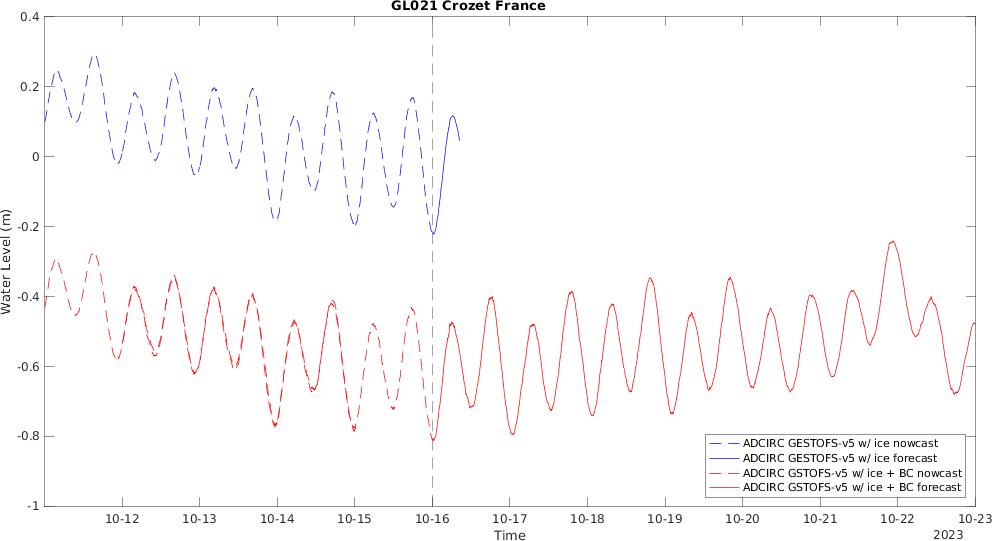 GL021 Crozet France
0.4
0.2
0
-0.2
-0.4
-0.6
-0.8
-1
Water Level (m)
10-12 10-13 10-14 10-15 10-16 10-17 10-18 10-19 10-20 10-21 10-22 10-23
Time
2023
ADCIRC GESTOFS-v5 w/ ice nowcast
ADCIRC GESTOFS-v5 w/ ice forecast
ADCIRC GSTOFS-v5 w/ ice + BC nowcast
ADCIRC GSTOFS-v5 w/ ice + BC forecast